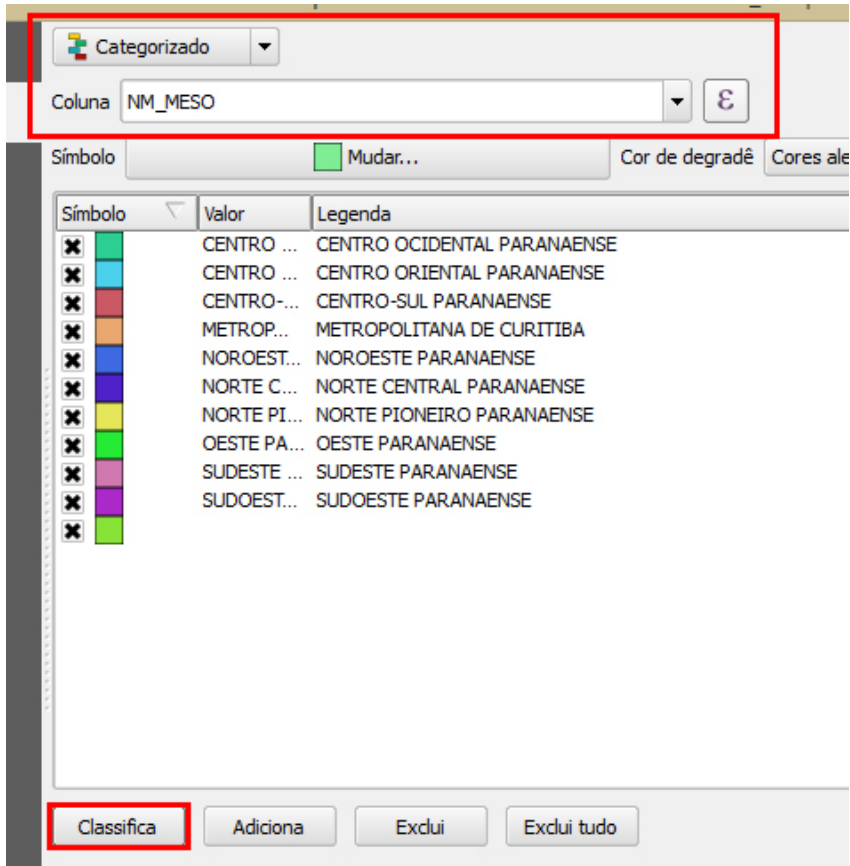 Categorizado
Coluna NM_MESO ε
Símbolo Mudar... Cor de degradê Cores ale
Símbolo Valor Legenda
CENTRO ... CENTRO OCIDENTAL PARANAENSE
CENTRO ... CENTRO ORIENTAL PARANAENSE
CENTRO-... CENTRO-SUL PARANAENSE
METROP... METROPOLITANA DE CURITIBA
NOROEST... NOROESTE PARANAENSE
NORTE C... NORTE CENTRAL PARANAENSE
NORTE PI... NORTE PIONEIRO PARANAENSE
OESTE PA... OESTE PARANAENSE
SUDESTE ... SUDESTE PARANAENSE
SUDOEST... SUDOESTE PARANAENSE
Classifica Adiciona Exclui Exclui tudo